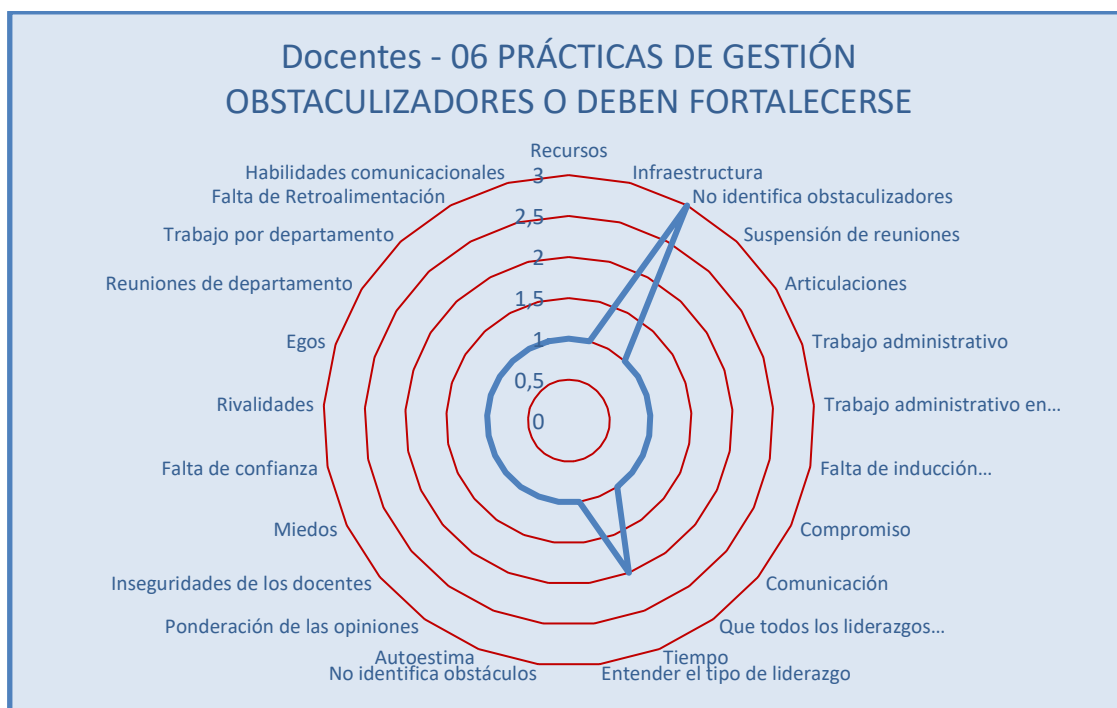 Docentes - 06 PRÁCTICAS DE GESTIÓN
OBSTACULIZADORES O DEBEN FORTALECERSE
Recursos
Infraestructura
No identifica obstaculizadores
Suspensión de reuniones
Articulaciones
Trabajo administrativo
Trabajo administrativo en...
Falta de inducción...
Compromiso
Comunicación
Que todos los liderazgos...
Tiempo
Entender el tipo de liderazgo
No identifica obstáculos
Autoestima
Ponderación de las opiniones
Inseguridades de los docentes
Miedos
Falta de confianza
Rivalidades
Egos
Reuniones de departamento
Trabajo por departamento
Falta de Retroalimentación
Habilidades comunicacionales
3
2,5
2
1,5
1
0,5
0